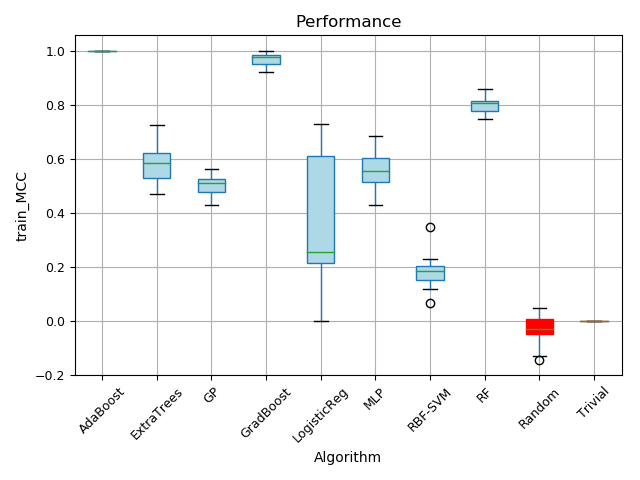 Performance
1.0
0.8
0.6
0.4
0.2
0.0
−0.2
train_MCC
AdaBoost
ExtraTrees
GP
GradBoost
LogisticReg
MLP
RBF-SVM
RF
Random
Trivial
Algorithm